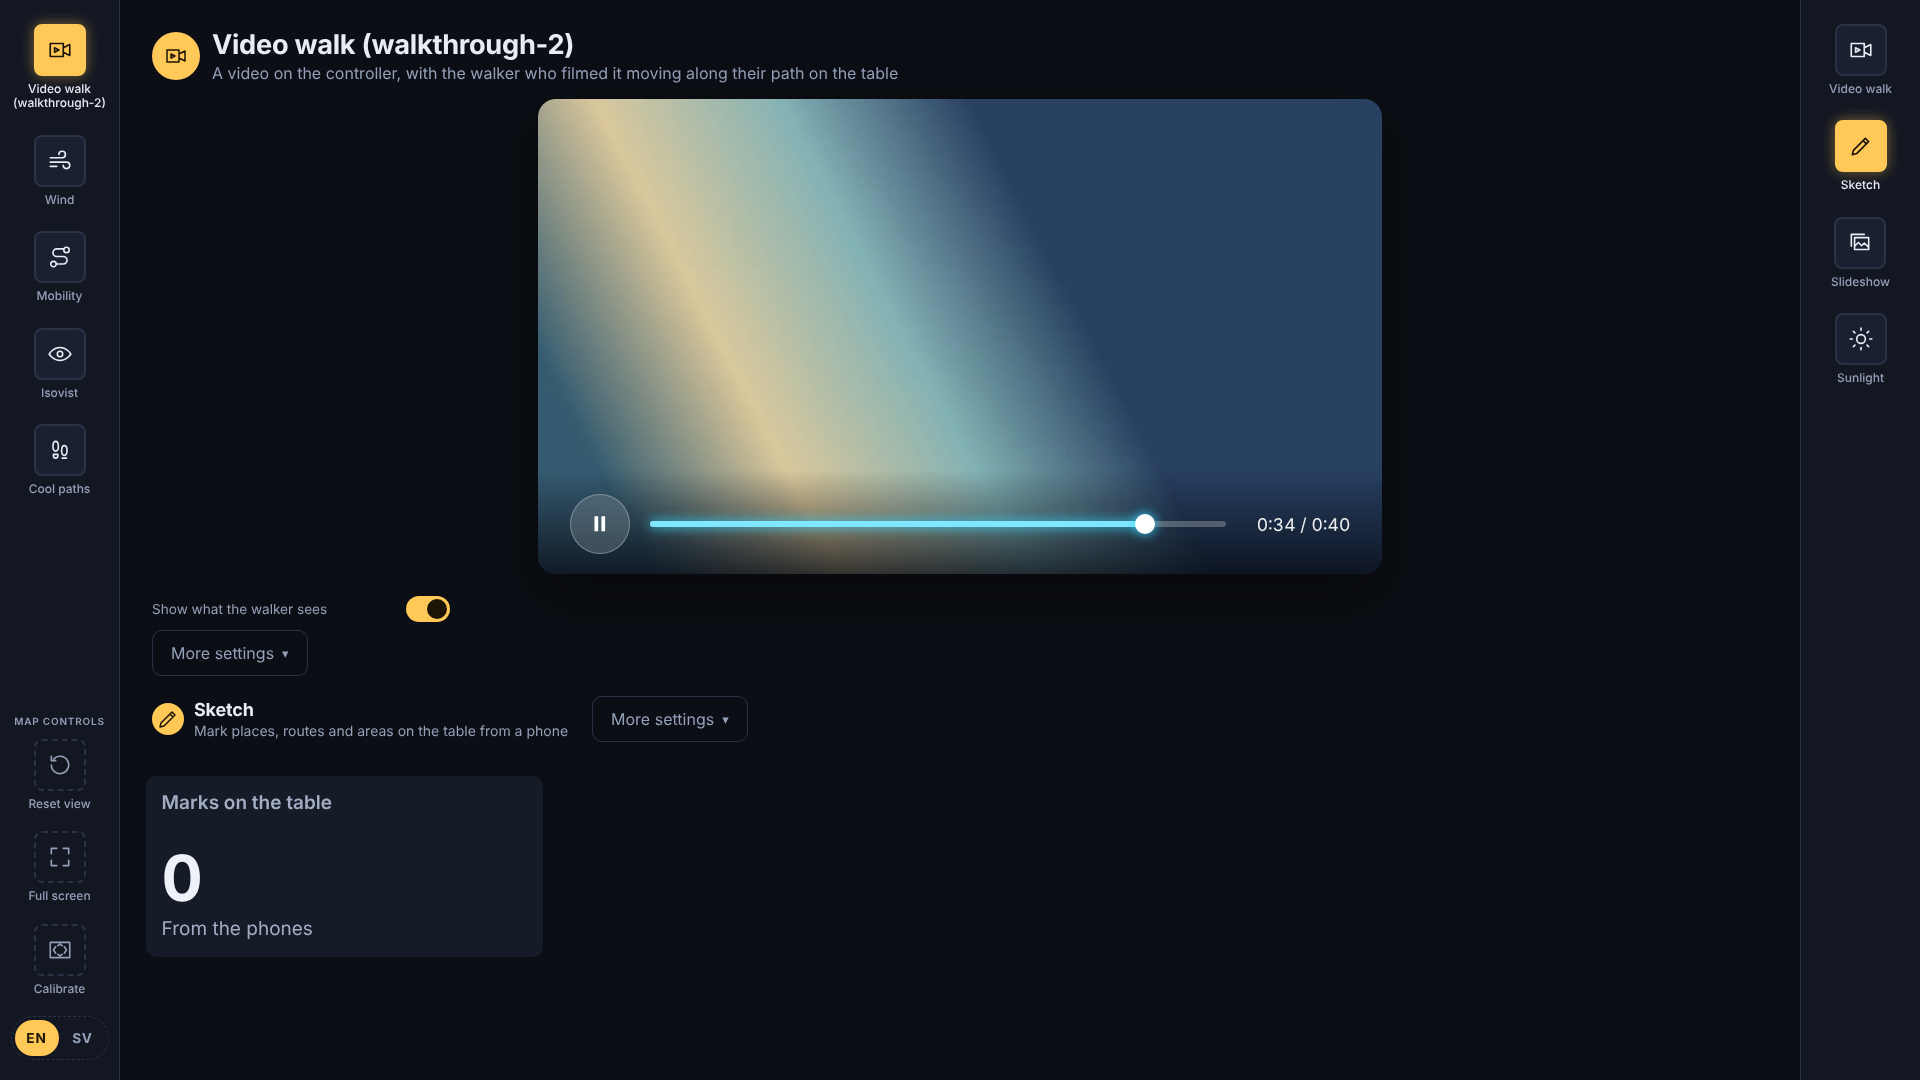 Video walk
(walkthrough-2)
Wind
Mobility
Isovist
Cool paths
MAP CONTROLS
Reset view
Full screen
Calibrate
EN SV
Video walk (walkthrough-2)
A video on the controller, with the walker who filmed it moving along their path on the table
0:34 / 0:40
Show what the walker sees
More settings
Sketch
Mark places, routes and areas on the table from a phone
More settings
Marks on the table
0
From the phones
Video walk
Sketch
Slideshow
Sunlight